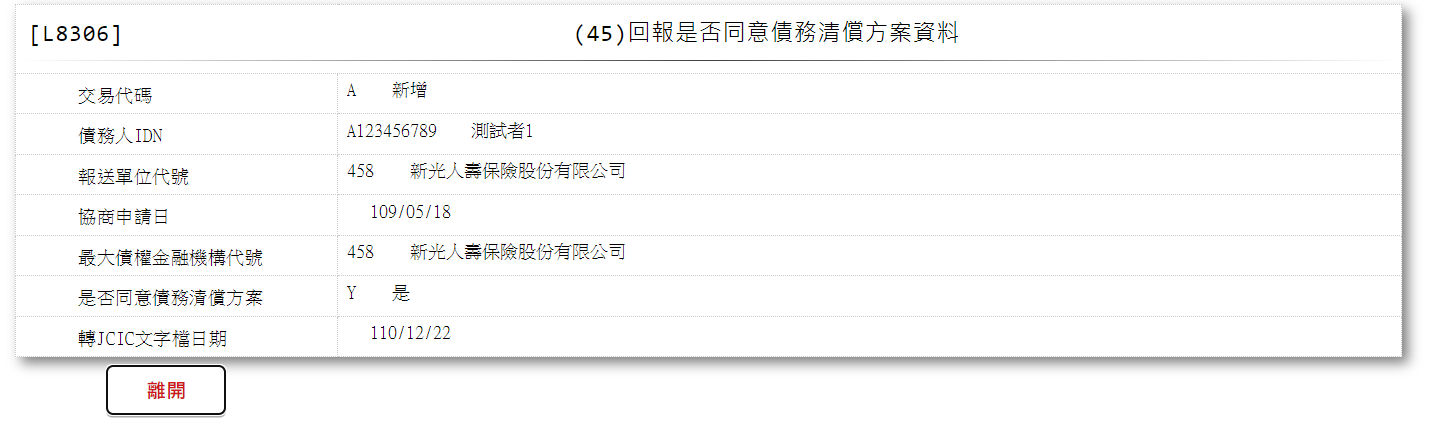 [L8306] (45)回報是否同意債務清償方案資料
交易代碼 A 新增
債務人IDN A123456789 測試者1
報送單位代號 458 新光人壽保險股份有限公司
協商申請日 109/05/18
最大債權金融機構代號 458 新光人壽保險股份有限公司
是否同意債務清償方案 Y 是
轉JCIC文字檔日期 110/12/22
離開